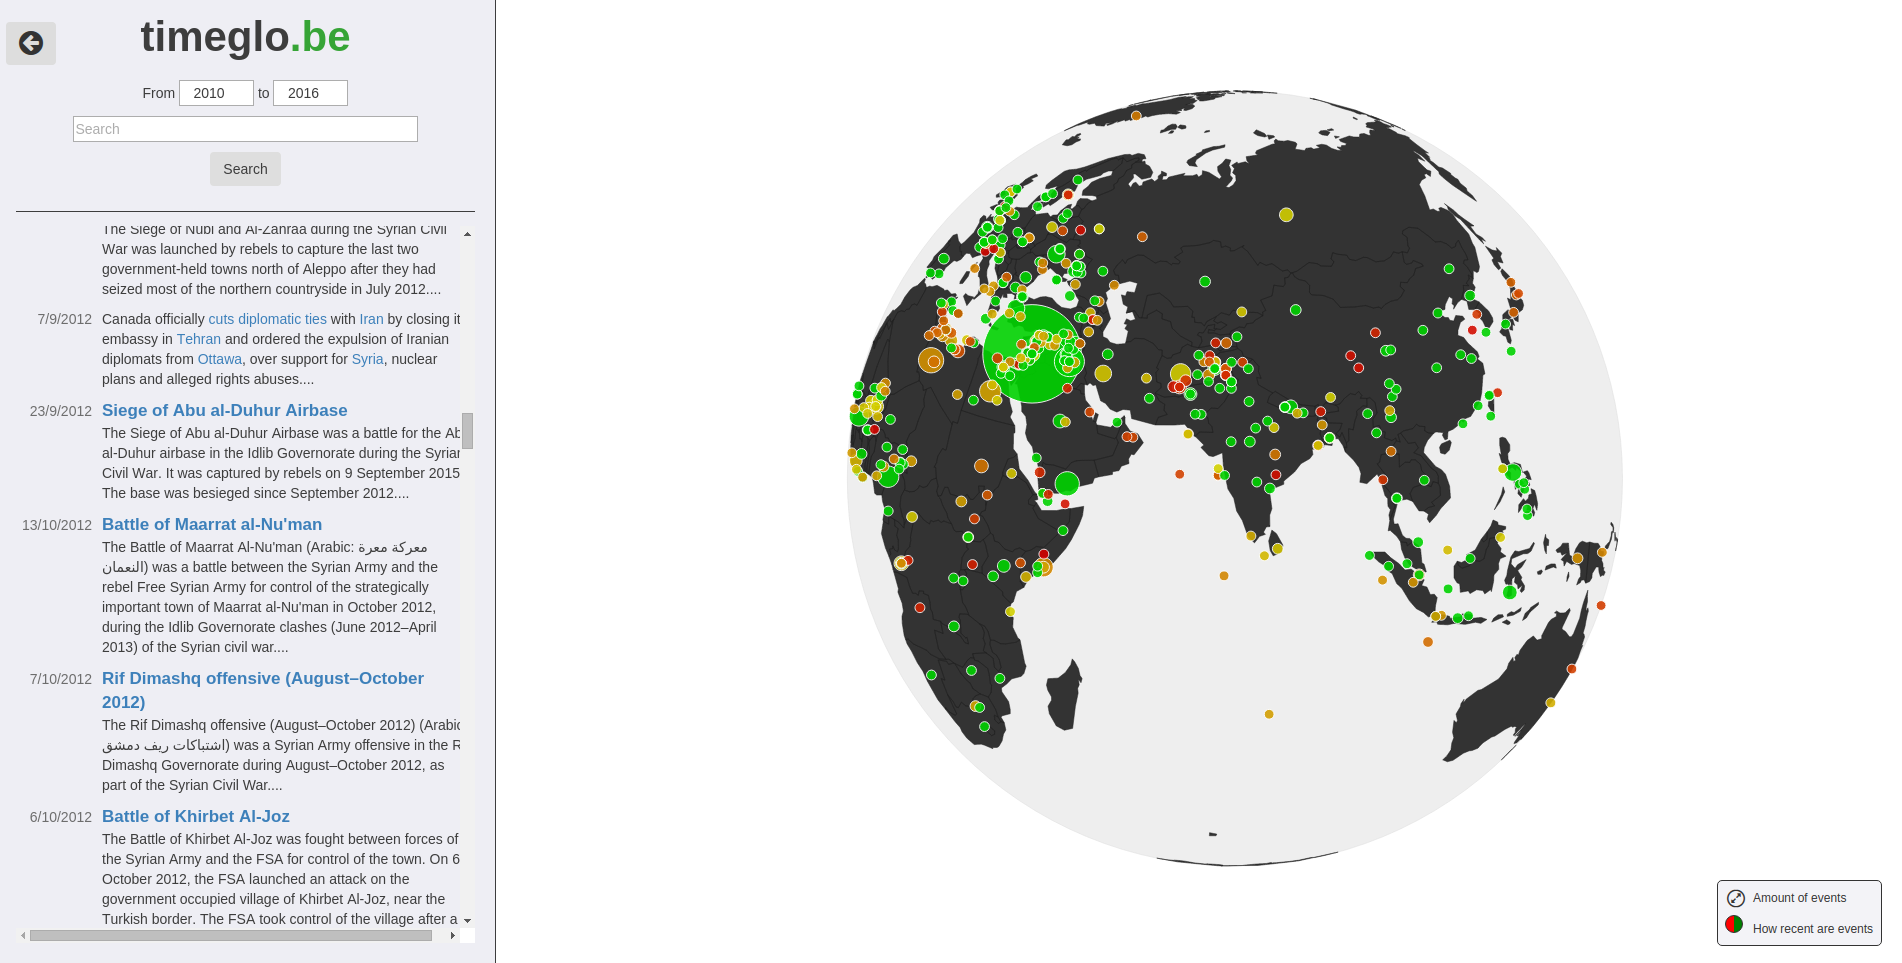 timeglo.be
From 2010 to 2016
Search
Search
The Siege of Nubl and Al-Zahraa during the Syrian Civil
War was launched by rebels to capture the last two
government-held towns north of Aleppo after they had
seized most of the northern countryside in July 2012....
7/9/2012 Canada officially cuts diplomatic ties with Iran by closing it
embassy in Tehran and ordered the expulsion of Iranian
diplomats from Ottawa, over support for Syria, nuclear
plans and alleged rights abuses....
23/9/2012 Siege of Abu al-Duhur Airbase
The Siege of Abu al-Duhur Airbase was a battle for the Ab
al-Duhur airbase in the Idlib Governorate during the Syrian
Civil War. It was captured by rebels on 9 September 2015
The base was besieged since September 2012....
13/10/2012 Battle of Maarrat al-Nu'man
The Battle of Maarrat Al-Nu'man (Arabic: معركة معرة
النعمان) was a battle between the Syrian Army and the
rebel Free Syrian Army for control of the strategically
important town of Maarrat al-Nu'man in October 2012,
during the Idlib Governorate clashes (June 2012–April
2013) of the Syrian civil war....
7/10/2012 Rif Dimashq offensive (August–October
2012)
The Rif Dimashq offensive (August–October 2012) (Arabic
اشتباكات ريف دمشق) was a Syrian Army offensive in the R
Dimashq Governorate during August–October 2012, as
part of the Syrian Civil War....
6/10/2012 Battle of Khirbet Al-Joz
The Battle of Khirbet Al-Joz was fought between forces of
the Syrian Army and the FSA for control of the town. On 6
October 2012, the FSA launched an attack on the
government occupied village of Khirbet Al-Joz, near the
Turkish border. The FSA took control of the village after a
Amount of events
How recent are events